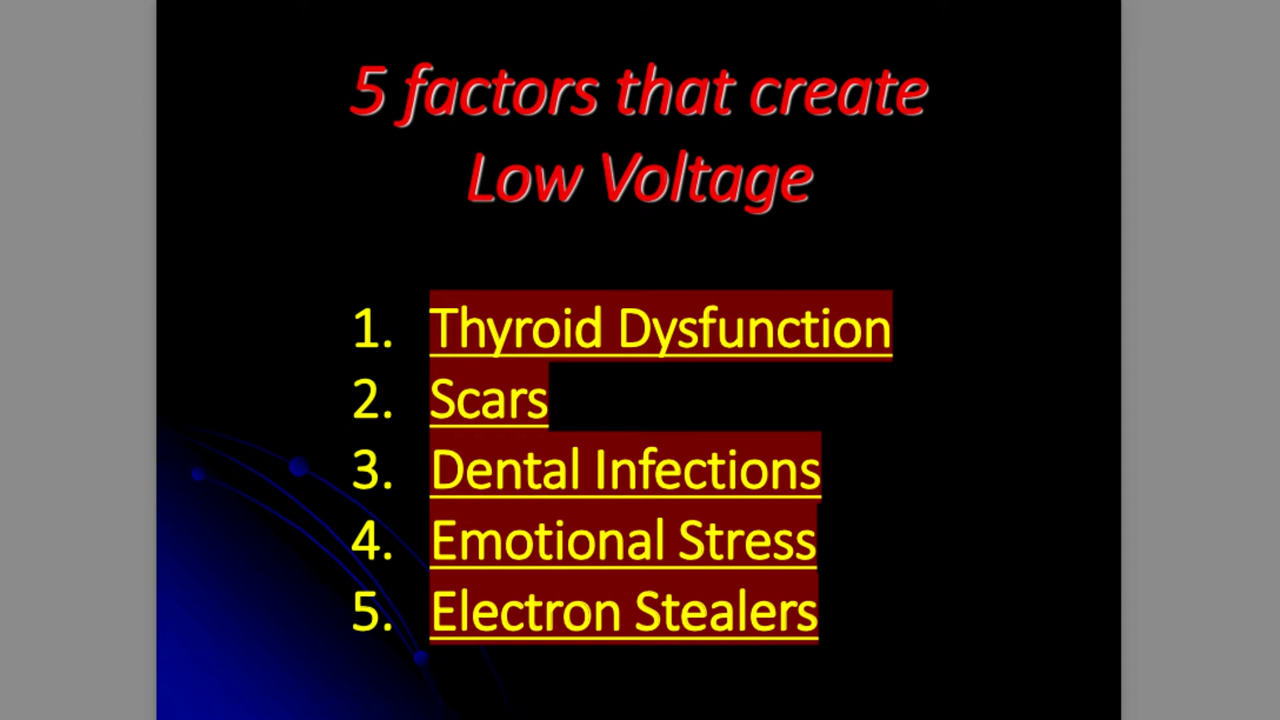 5 factors that create
Low Voltage
1. Thyroid Dysfunction
2. Scars
3. Dental Infections
4. Emotional Stress
5. Electron Stealers